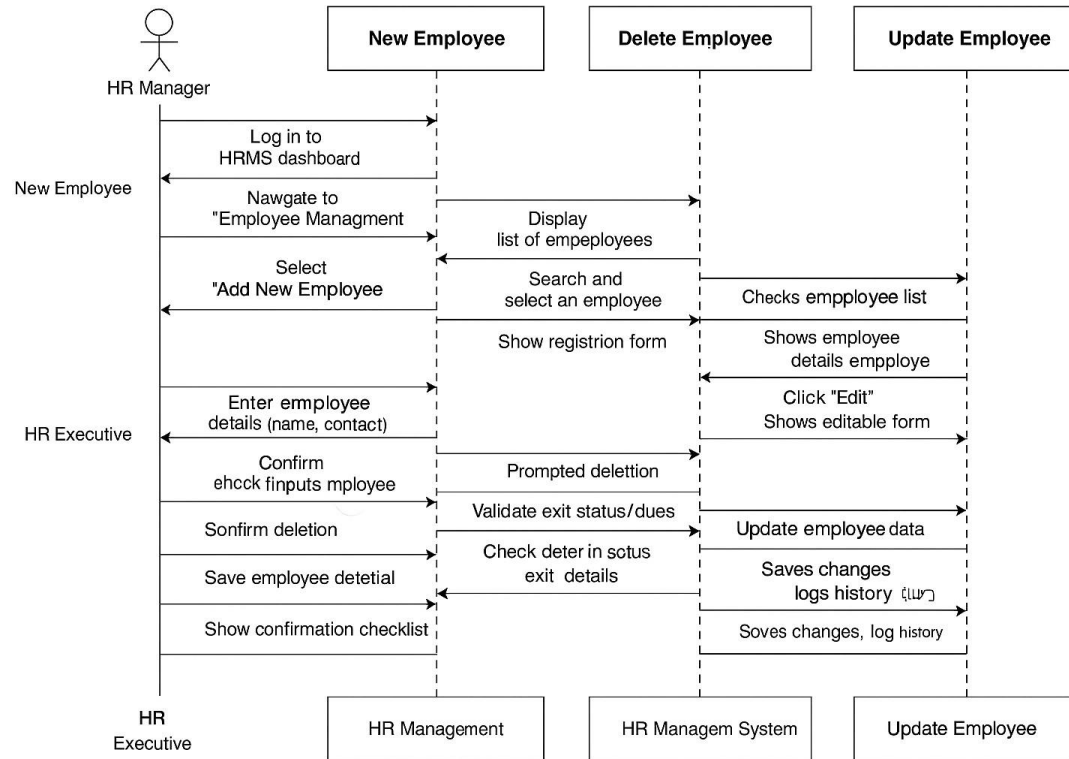 New Employee
Delete Employee
Update Employee
HR Manager
Log in to
HRMS dashboard
New Employee
Nawgate to
"Employee Managment
Display
list of empeployees
Select
"Add New Employee
Search and
select an employee
Checks empployee list
Show registrion form
Shows employee
details empploye
Enter employee
details (name, contact)
Click "Edit"
Shows editable form
HR Executive
Confirm
ehcck finputs mployee
Prompted delettion
Sonfirm deletion
Validate exit status/dues
Update employee data
Check deter in sctus
exit details
Save employee detetial
Saves changes
logs history
Show confirmation checklist
Soves changes, log history
HR
Executive
HR Management
HR Managem System
Update Employee